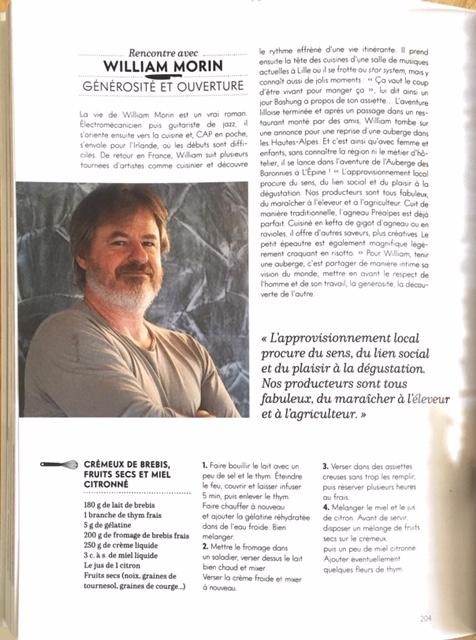 Rencontre avec
WILLIAM MORIN
GÉNÉROSITÉ ET OUVERTURE
La vie de William Morin est un vrai roman.
Électromécanicien puis guitariste de jazz, il
s'oriente ensuite vers la cuisine et, CAP en poche,
s'envole pour l'Irlande, où les débuts sont diffi-
ciles. De retour en France, William suit plusieurs
tournées d'artistes comme cuisinier et découvre
le rythme effréné d'une vie itinérante. Il prend
ensuite la tête des cuisines d'une salle de musiques
actuelles à Lille où il se frotte au star system, mais y
connaît aussi de jolis moments : « Ça vaut le coup
d'être vivant pour manger ça », lui dit ainsi un
jour Bashung à propos de son assiette... L'aventure
lilloise terminée et après un passage dans un res-
taurant monté par des amis, William tombe sur
une annonce pour une reprise d'une auberge dans
les Hautes-Alpes. Et c'est ainsi qu'avec femme et
enfants, sans connaître la région ni le métier d'hô-
telier, il se lance dans l'aventure de l'Auberge des
Baronnies à L'Épine ! « L'approvisionnement local
procure du sens, du lien social et du plaisir à la
dégustation. Nos producteurs sont tous fabuleux,
du maraîcher à l'éleveur et à l'agriculteur. Cuit de
manière traditionnelle, l'agneau Préalpes est déjà
parfait. Cuisiné en kefta de gigot d'agneau ou en
ravioles, il offre d'autres saveurs, plus créatives. Le
petit épeautre est également magnifique légè-
rement craquant en risotto. » Pour William, tenir
une auberge, c'est partager de manière intime sa
vision du monde, mettre en avant le respect de
l'homme et de son travail, la générosité, la décou-
verte de l'autre.
« L'approvisionnement local
procure du sens, du lien social
et du plaisir à la dégustation.
Nos producteurs sont tous
fabuleux, du maraîcher à l'éleveur
et à l'agriculteur. »
CRÉMEUX DE BREBIS,
FRUITS SECS ET MIEL
CITRONNÉ
180 g de lait de brebis
1 branche de thym frais
5 g de gélatine
200 g de fromage de brebis frais
250 g de crème liquide
3 c. à s. de miel liquide
Le jus de 1 citron
Fruits secs (noix, graines de
tournesol, graines de courge...)
1. Faire bouillir le lait avec un
peu de sel et le thym. Éteindre
le feu, couvrir et laisser infuser
5 min, puis enlever le thym.
Faire chauffer à nouveau
et ajouter la gélatine réhydratée
dans de l'eau froide. Bien
mélanger.
2. Mettre le fromage dans
un saladier, verser dessus le lait
bien chaud et mixer.
Verser la crème froide et mixer
à nouveau.
3. Verser dans des assiettes
creuses sans trop les remplir,
puis réserver plusieurs heures
au frais.
4. Mélanger le miel et le jus
de citron. Avant de servir,
disposer un mélange de fruits
secs sur le crémeux,
puis un peu de miel citronné.
Ajouter éventuellement
quelques fleurs de thym.
204